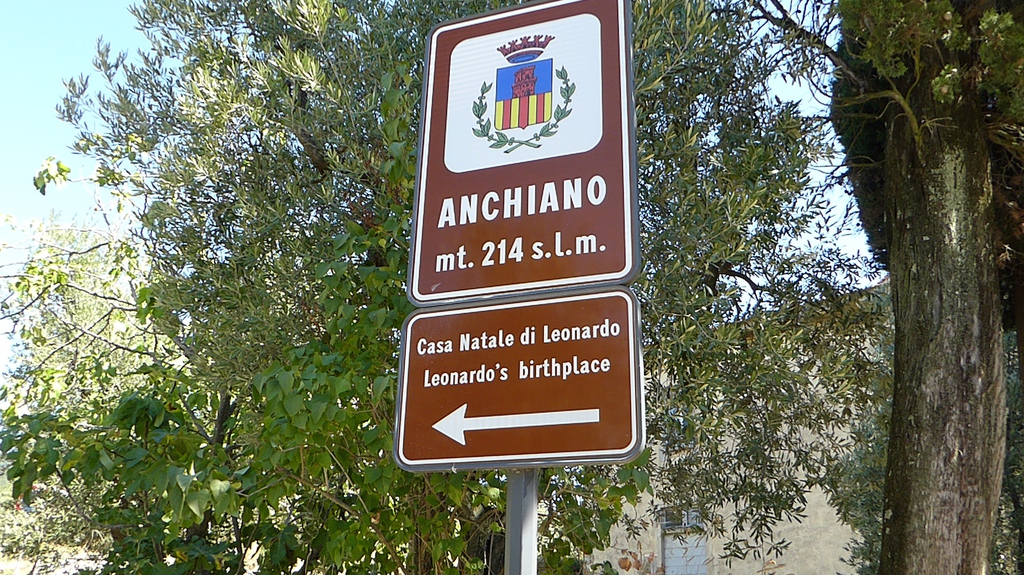 ANCHIANO
mt. 214 s.l.m.
Casa Natale di Leonardo
Leonardo's birthplace